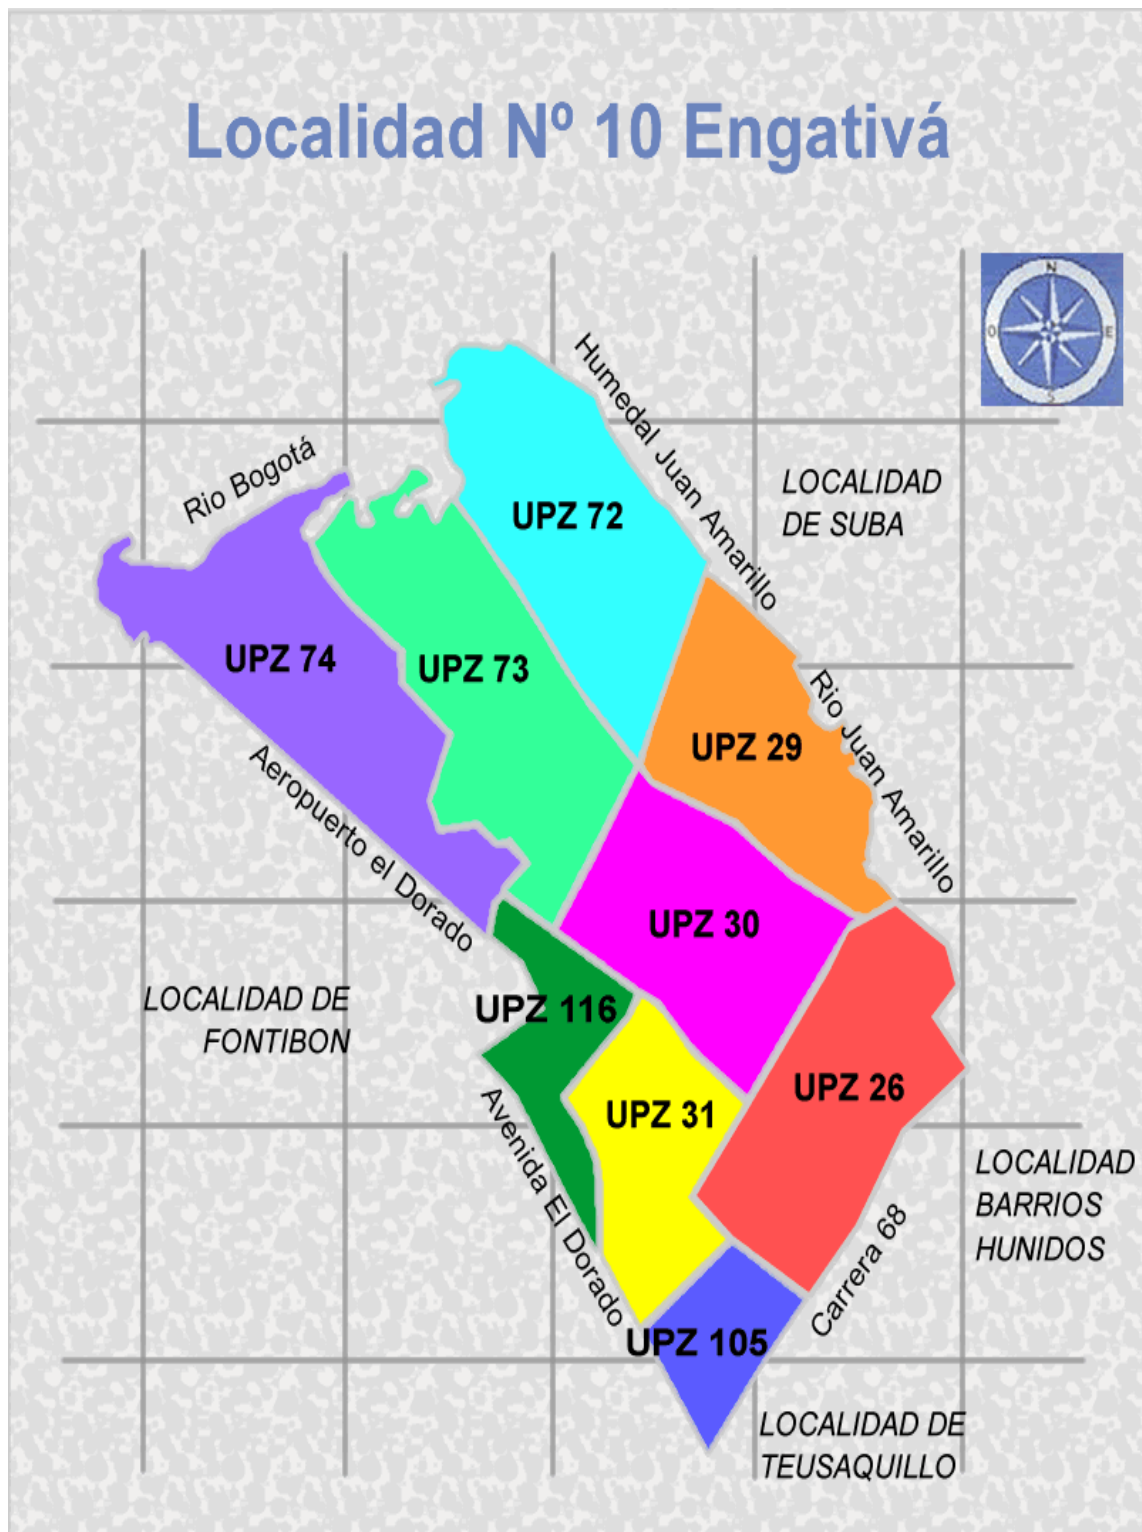 Localidad Nº 10 Engativá
N
O
E
S
Humedal Juan Amarillo
Rio Bogotá
LOCALIDAD
DE SUBA
UPZ 72
UPZ 74
UPZ 73
Rio Juan Amarillo
UPZ 29
Aeropuerto el Dorado
UPZ 30
LOCALIDAD DE
FONTIBON
UPZ 116
UPZ 26
UPZ 31
Avenida El Dorado
LOCALIDAD
BARRIOS
HUNIDOS
Carrera 68
UPZ 105
LOCALIDAD DE
TEUSAQUILLO